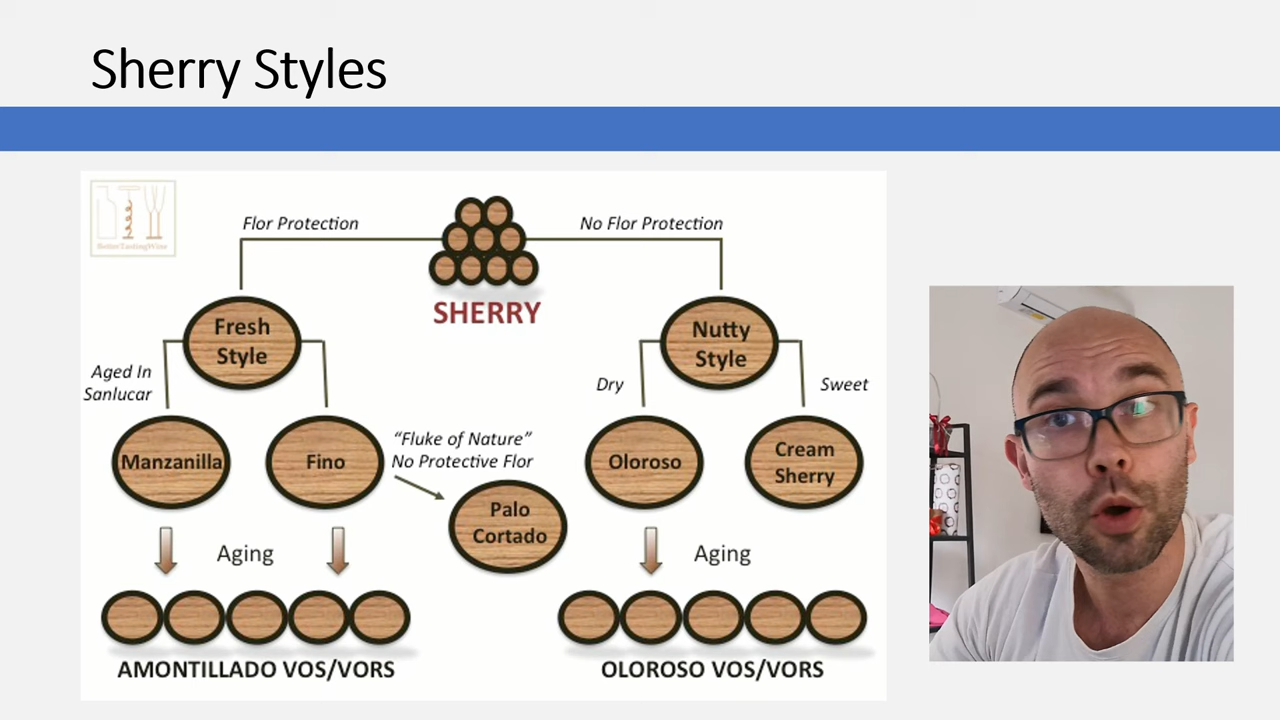 Sherry Styles
BetterTastingWine
Flor Protection
No Flor Protection
SHERRY
Fresh
Style
Nutty
Style
Aged In
Sanlucar
Dry
Sweet
Manzanilla
Fino
"Fluke of Nature"
No Protective Flor
Palo
Cortado
Oloroso
Cream
Sherry
Aging
Aging
AMONTILLADO VOS/VORS
OLOROSO VOS/VORS